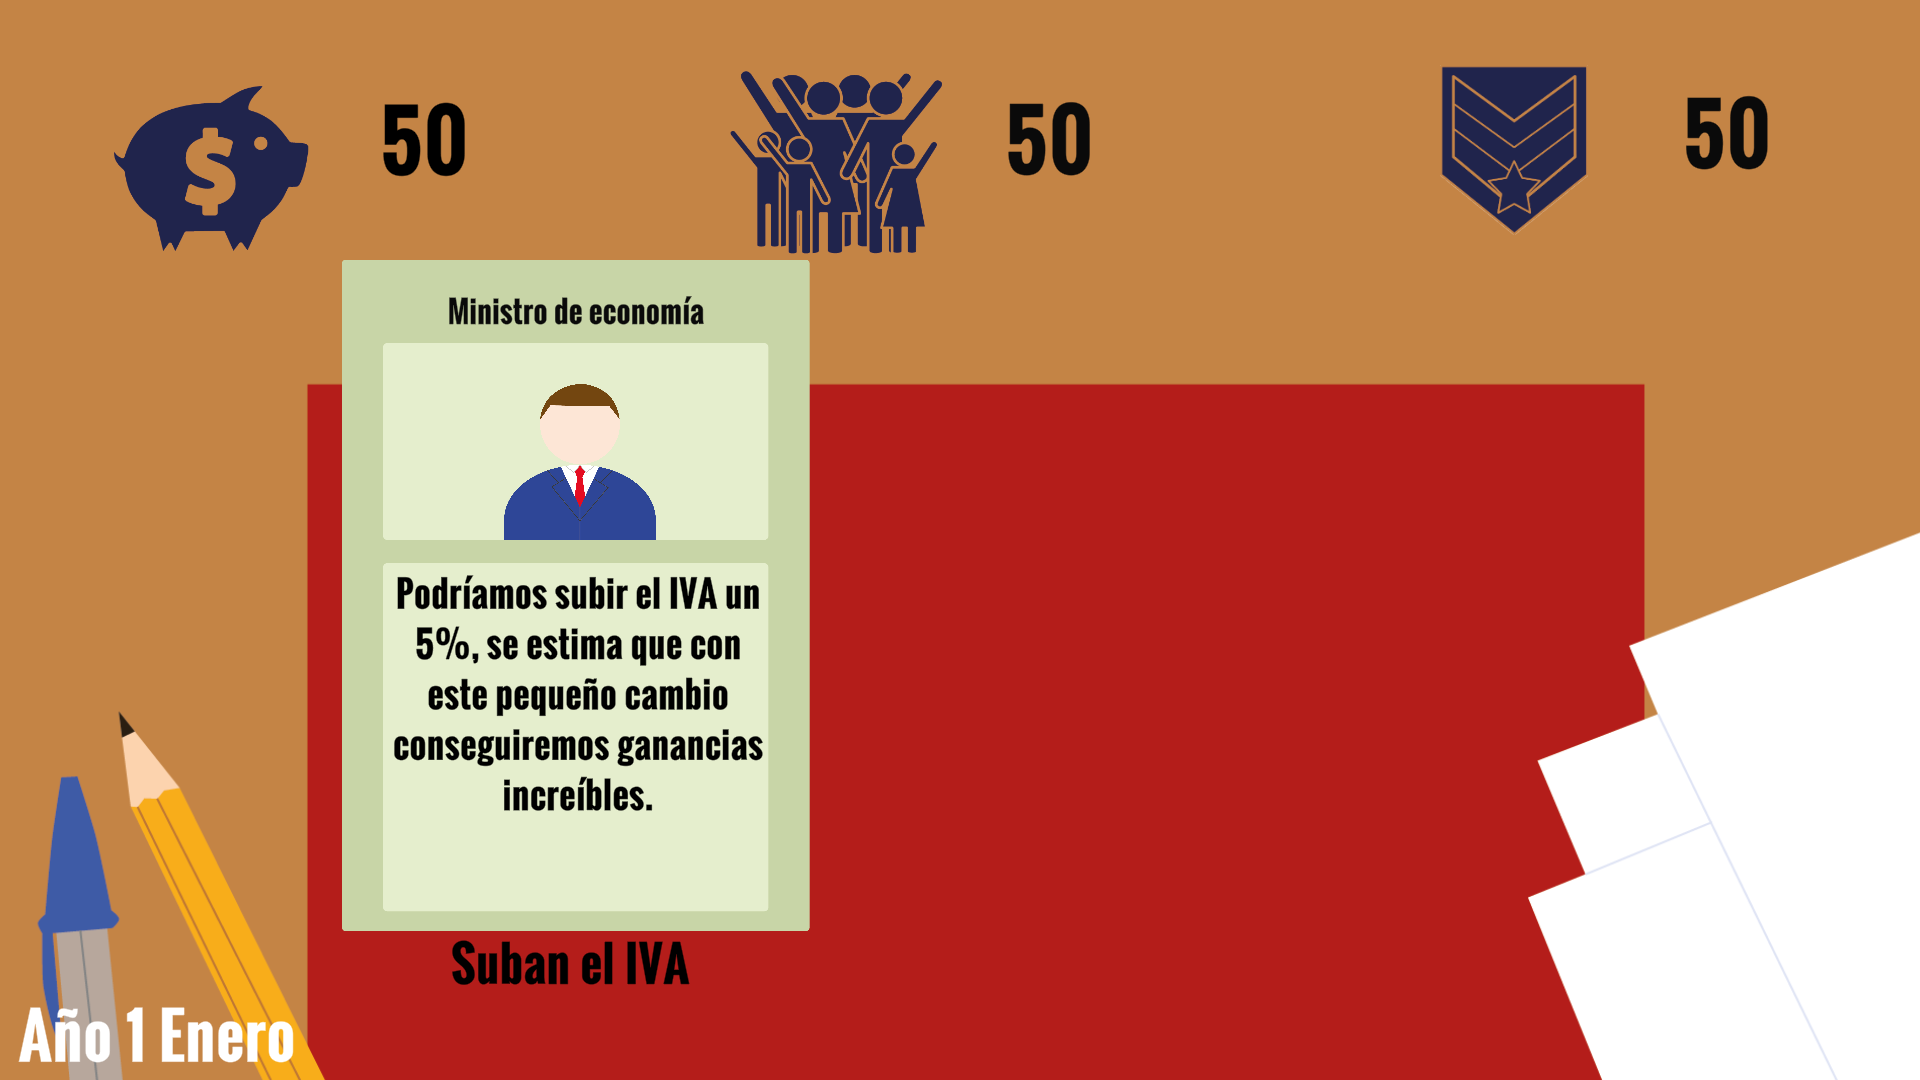 50
50
50
Ministro de economía
Podríamos subir el IVA un
5%, se estima que con
este pequeño cambio
conseguiremos ganancias
increíbles.
Suban el IVA
Año 1 Enero